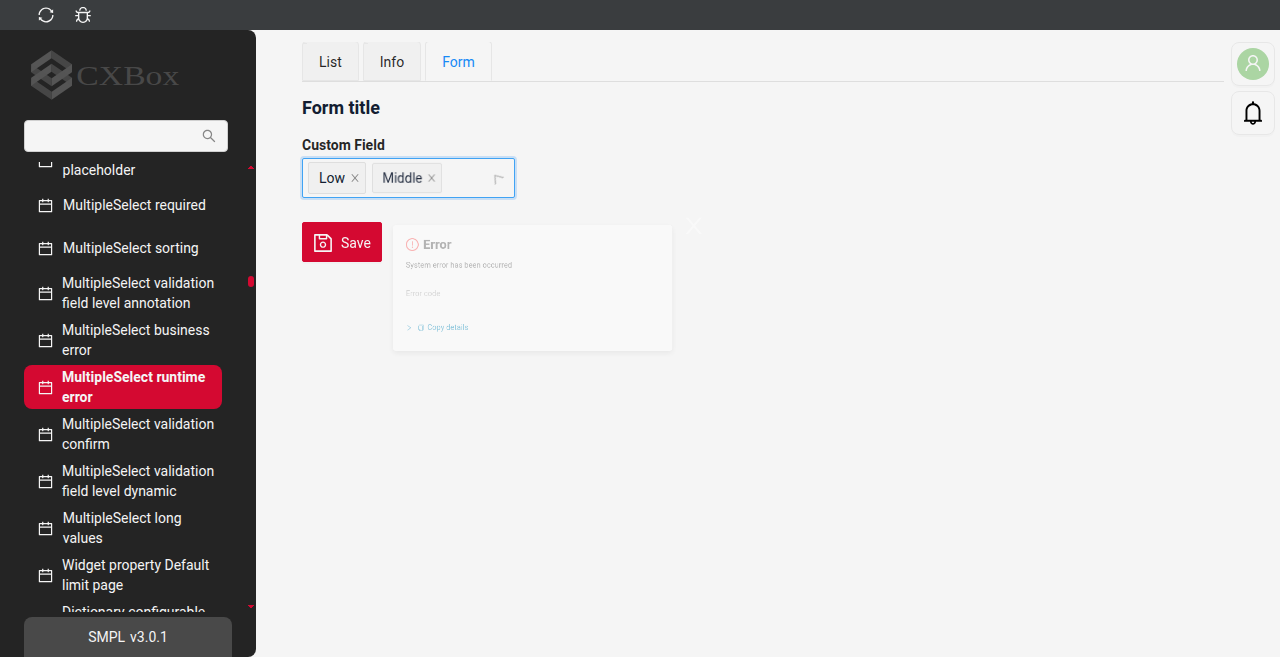 CXBox
placeholder
MultipleSelect required
MultipleSelect sorting
MultipleSelect validation
field level annotation
MultipleSelect business
error
MultipleSelect runtime
error
MultipleSelect validation
confirm
MultipleSelect validation
field level dynamic
MultipleSelect long
values
Widget property Default
limit page
Dictionary configurable
SMPL v3.0.1
List Info Form
Form title
Custom Field
Low Middle
Save
Error
System error has been occurred
Error code
Copy details